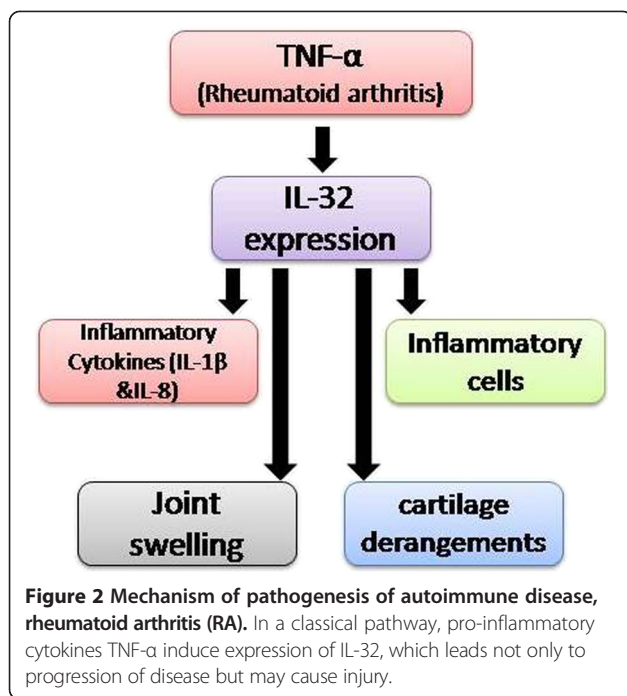 TNF-α
(Rheumatoid arthritis)
IL-32
expression
Inflammatory
Cytokines (IL-1β
&IL-8)
Inflammatory
cells
Joint
swelling
cartilage
derangements
Figure 2 Mechanism of pathogenesis of autoimmune disease,
rheumatoid arthritis (RA). In a classical pathway, pro-inflammatory
cytokines TNF-α induce expression of IL-32, which leads not only to
progression of disease but may cause injury.